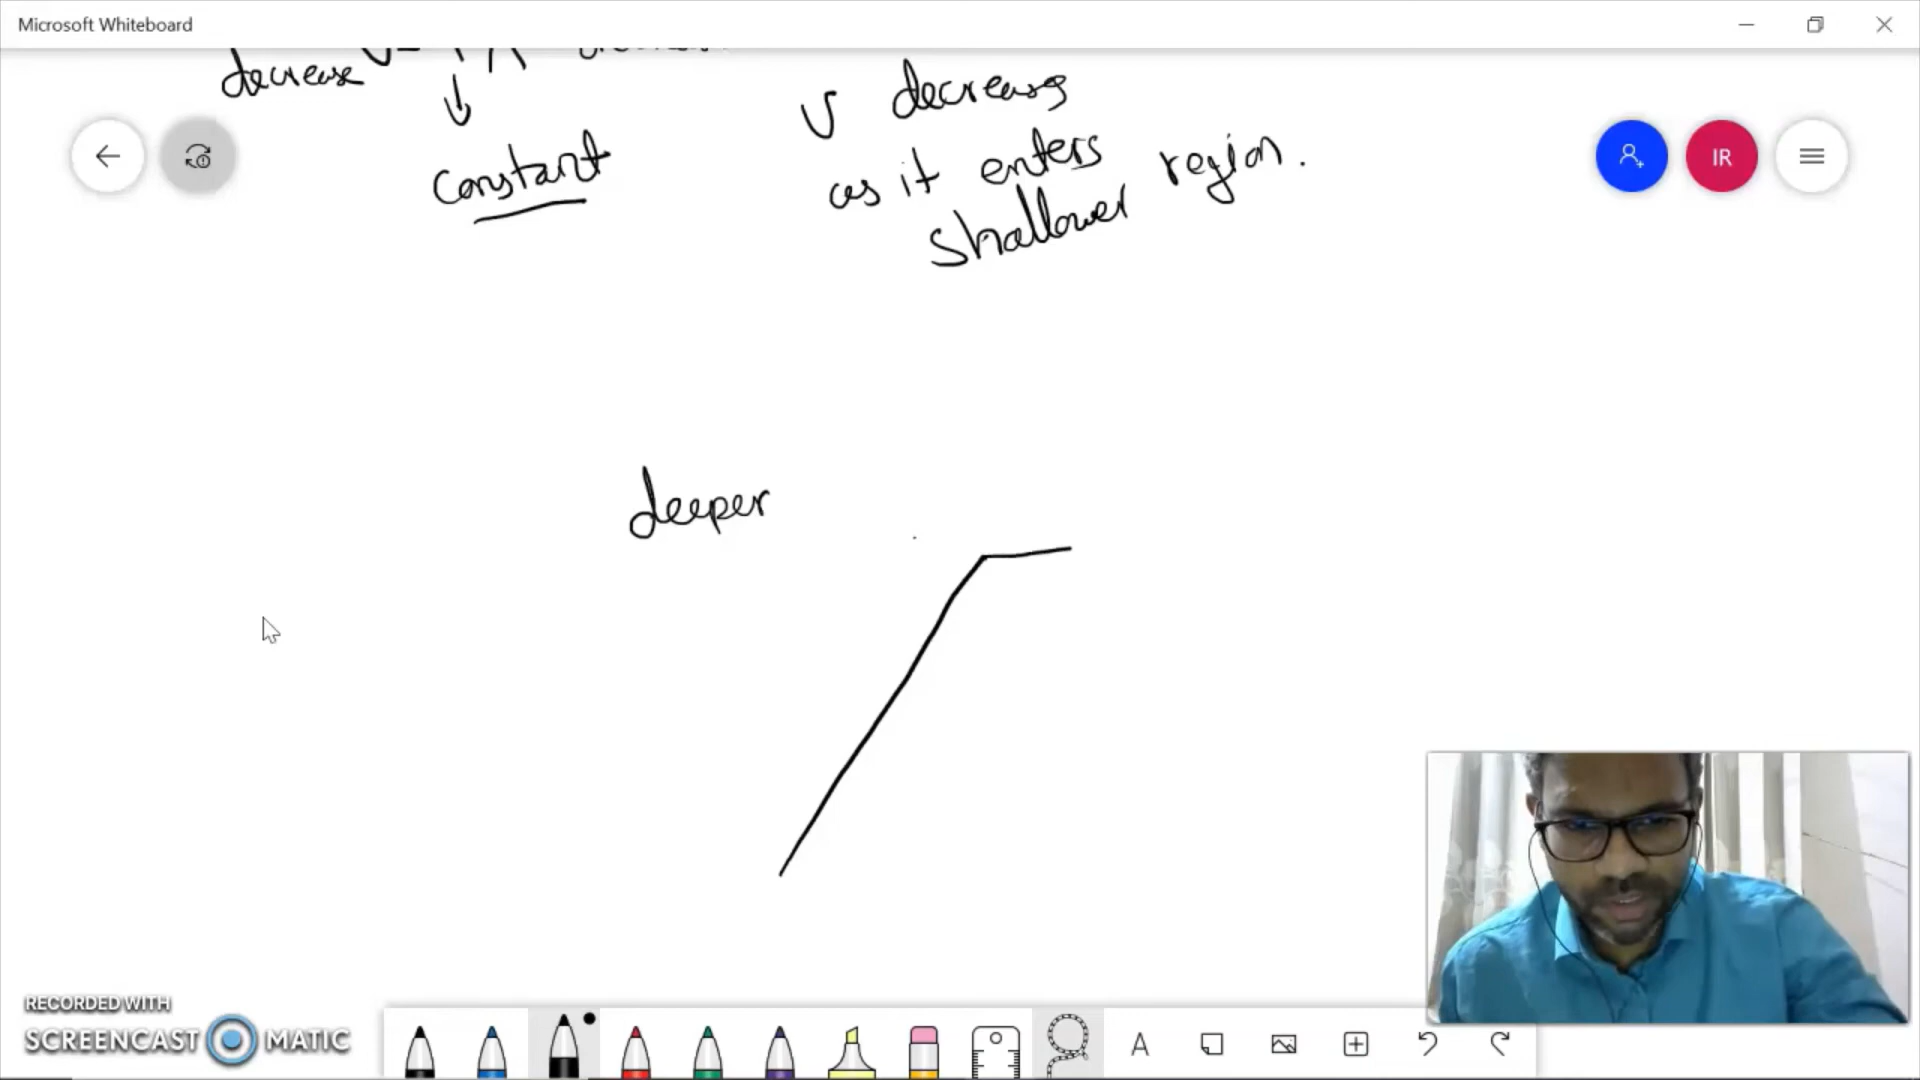 Microsoft Whiteboard
decrease
constant
v decreases
as it enters
shallower region.
IR
deeper
RECORDED WITH
SCREENCAST MATIC
A